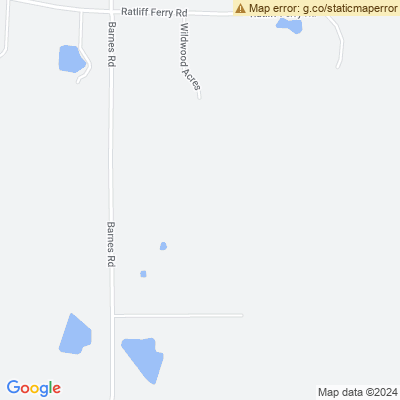 Ratliff Ferry Rd
Map error: g.co/staticmaperror
Barnes Rd
Wildwood Acres
Barnes Rd
Google
Map data ©2024